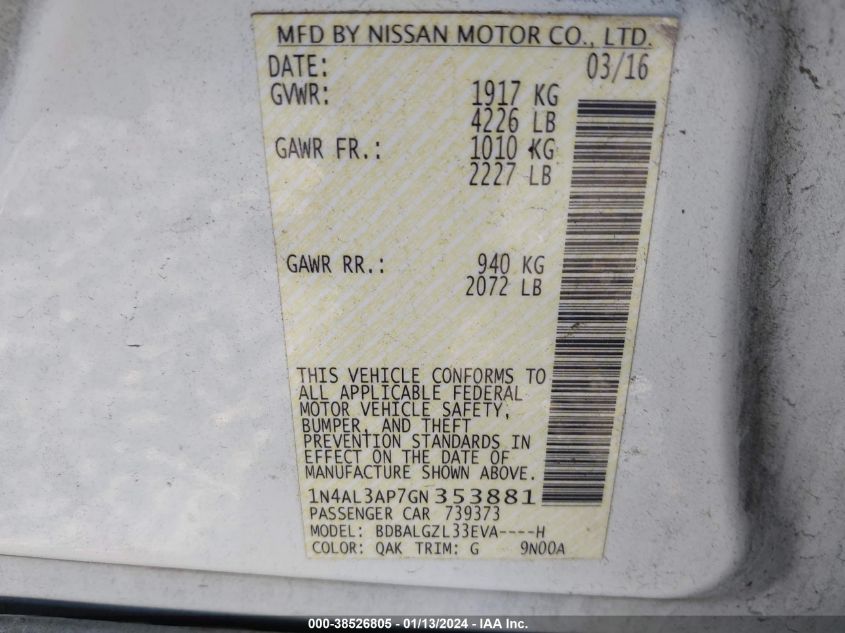 MFD BY NISSAN MOTOR CO., LTD.
DATE: 03/16
GVWR: 1917 KG
4226 LB
GAWR FR.: 1010 KG
2227 LB
GAWR RR.: 940 KG
2072 LB
THIS VEHICLE CONFORMS TO
ALL APPLICABLE FEDERAL
MOTOR VEHICLE SAFETY,
BUMPER, AND THEFT
PREVENTION STANDARDS IN
EFFECT ON THE DATE OF
MANUFACTURE SHOWN ABOVE.
1N4AL3AP7GN353881
PASSENGER CAR 739373
MODEL: BDBALGZL33EVA----H
COLOR: QAK TRIM: G 9N00A
000-38526805 - 01/13/2024 - IAA Inc.